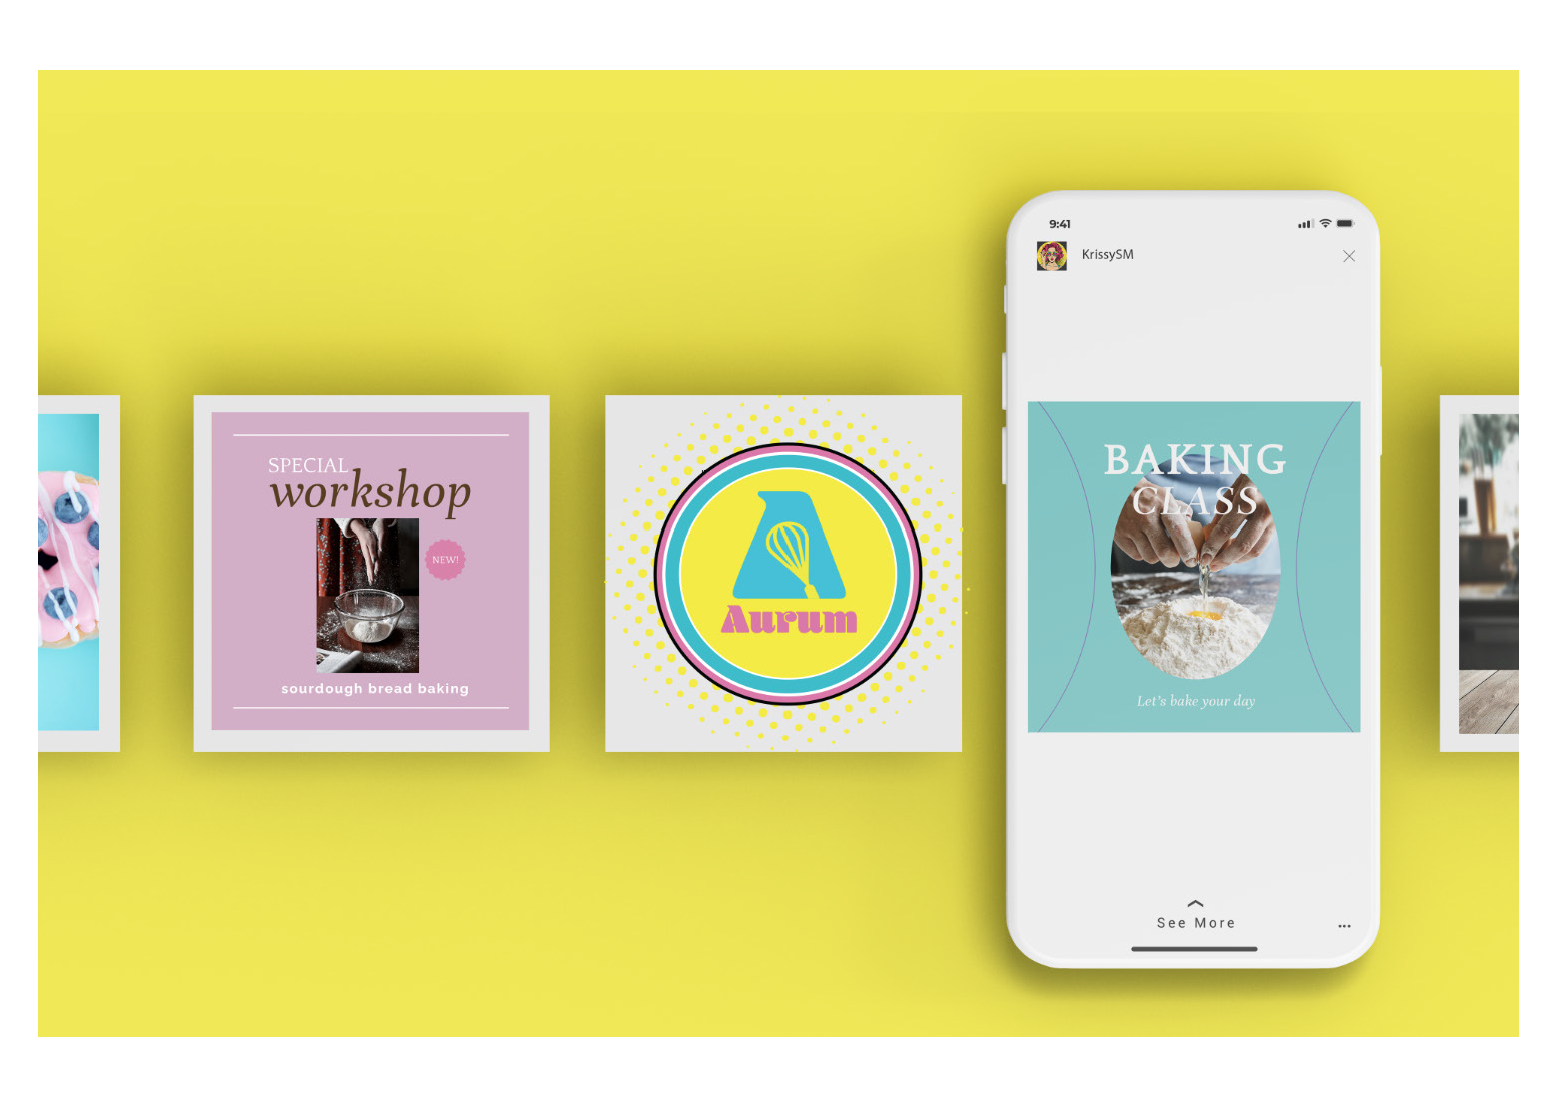 SPECIAL
workshop
NEW!
sourdough bread baking
Aurum
9:41
KrissySM
BAKING
CLASS
Let's bake your day
See More